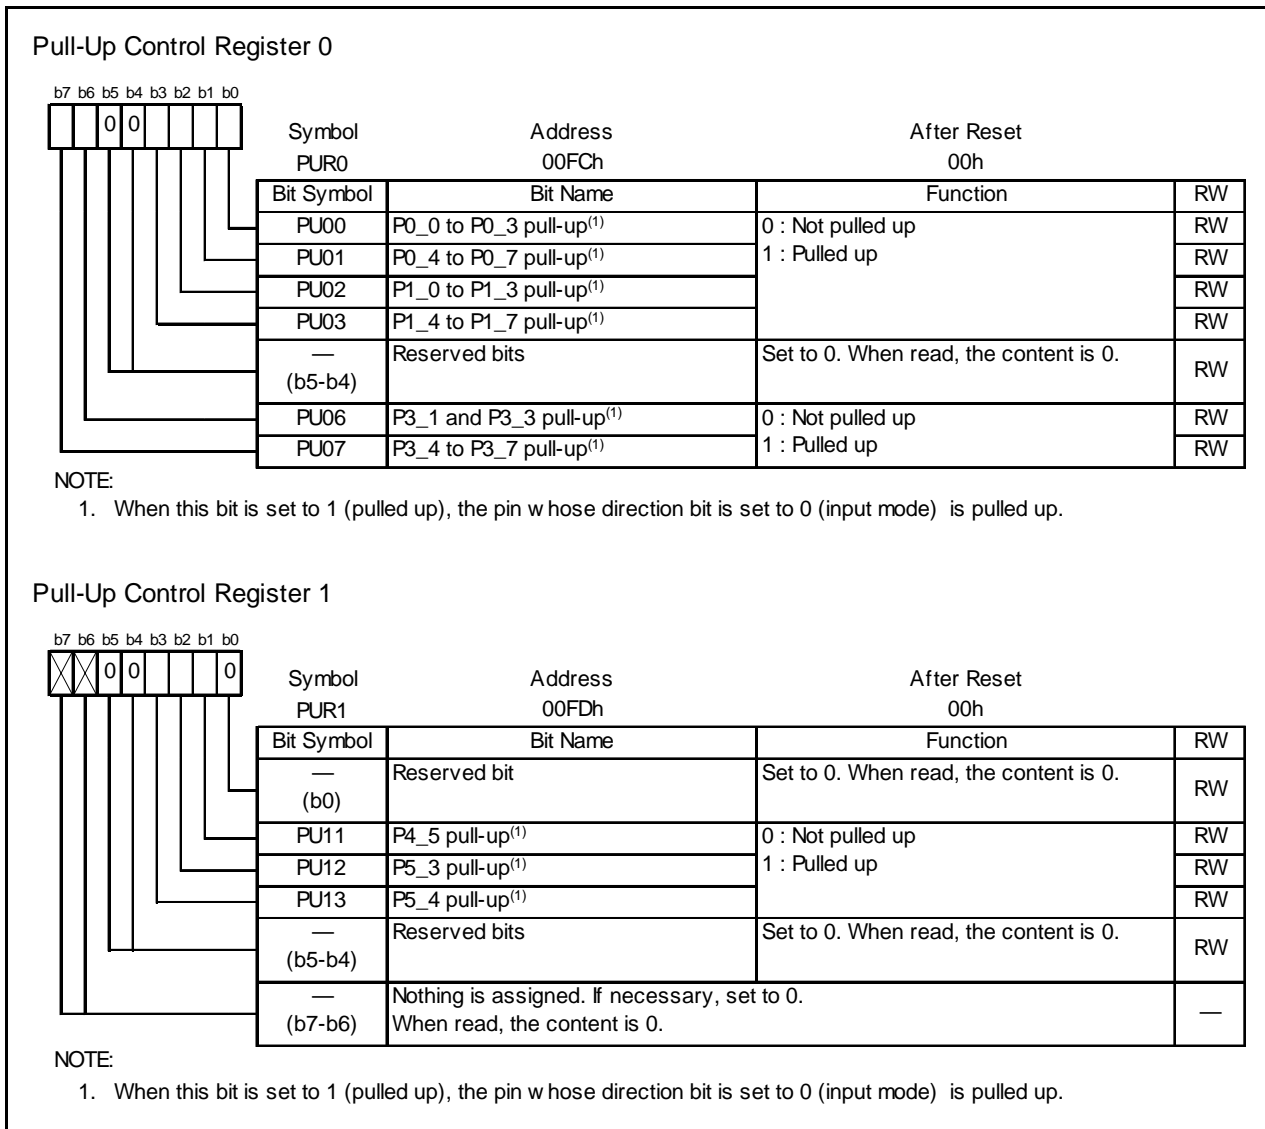 Pull-Up Control Register 0
b7 b6 b5 b4 b3 b2 b1 b0
0 0
Symbol Address After Reset
PUR0 00FCh 00h
Bit Symbol Bit Name Function RW
PU00 P0_0 to P0_3 pull-up(1) 0 : Not pulled up RW
PU01 P0_4 to P0_7 pull-up(1) 1 : Pulled up RW
PU02 P1_0 to P1_3 pull-up(1) RW
PU03 P1_4 to P1_7 pull-up(1) RW
— Reserved bits Set to 0. When read, the content is 0. RW
(b5-b4)
PU06 P3_1 and P3_3 pull-up(1) 0 : Not pulled up RW
PU07 P3_4 to P3_7 pull-up(1) 1 : Pulled up RW
NOTE:
1. When this bit is set to 1 (pulled up), the pin whose direction bit is set to 0 (input mode) is pulled up.
Pull-Up Control Register 1
b7 b6 b5 b4 b3 b2 b1 b0
0 0 0
Symbol Address After Reset
PUR1 00FDh 00h
Bit Symbol Bit Name Function RW
— Reserved bit Set to 0. When read, the content is 0. RW
(b0)
PU11 P4_5 pull-up(1) 0 : Not pulled up RW
PU12 P5_3 pull-up(1) 1 : Pulled up RW
PU13 P5_4 pull-up(1) RW
— Reserved bits Set to 0. When read, the content is 0. RW
(b5-b4)
— Nothing is assigned. If necessary, set to 0. —
(b7-b6) When read, the content is 0.
NOTE:
1. When this bit is set to 1 (pulled up), the pin whose direction bit is set to 0 (input mode) is pulled up.